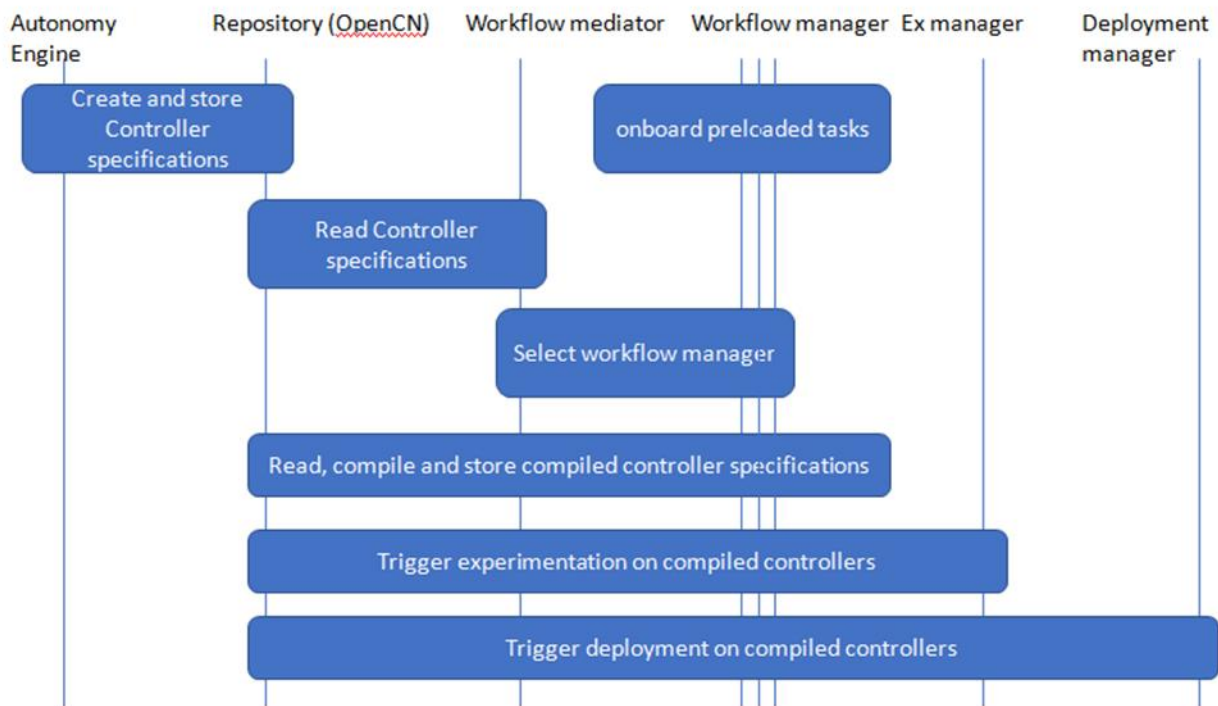 Autonomy
Engine
Repository (OpenCN)
Workflow mediator
Workflow manager
Ex manager
Deployment
manager
Create and store
Controller
specifications
onboard preloaded tasks
Read Controller
specifications
Select workflow manager
Read, compile and store compiled controller specifications
Trigger experimentation on compiled controllers
Trigger deployment on compiled controllers